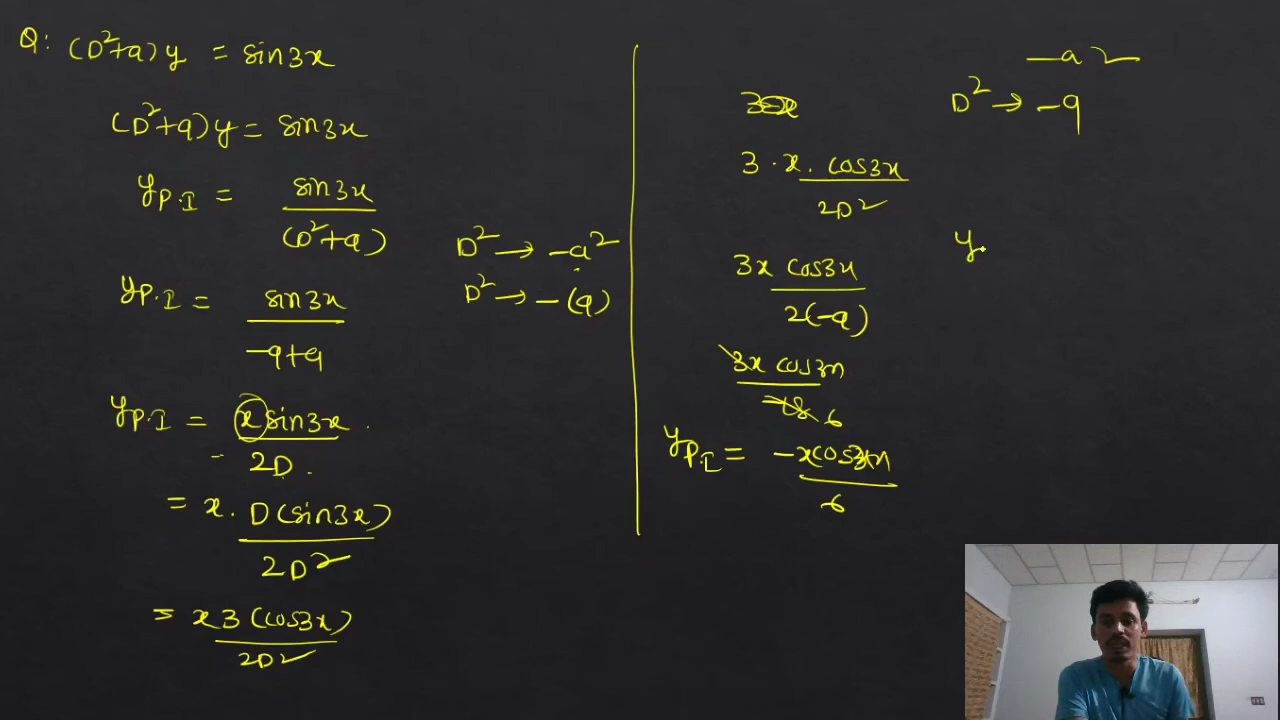 Q: (D²+9)y = sin3x
(D²+9)y = sin3x
yP.I = sin3x / (D²+9)
D² → -a²
D² → -(9)
yP.I = sin3x / -9+9
yP.I = x sin3x / 2D
= x. D(sin3x) / 2D²
= x3(cos3x) / 2D²
-a²
D² → -9
3. x. cos3x / 2D²
3x cos3x / 2(-9)
3x cos3x / -18 6
yP.I = -xcos3x / 6
y